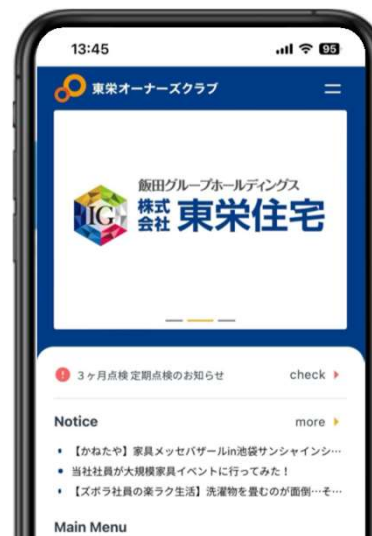 13:45
95
東栄オーナーズクラブ
飯田グループホールディングス
IG
株式会社 東栄住宅
3ヶ月点検 定期点検のお知らせ
check
Notice
more
【かねたや】家具メッセバザールin池袋サンシャインシ…
当社社員が大規模家具イベントに行ってみた！
【ズボラ社員の楽ラク生活】洗濯物を畳むのが面倒…そ…
Main Menu